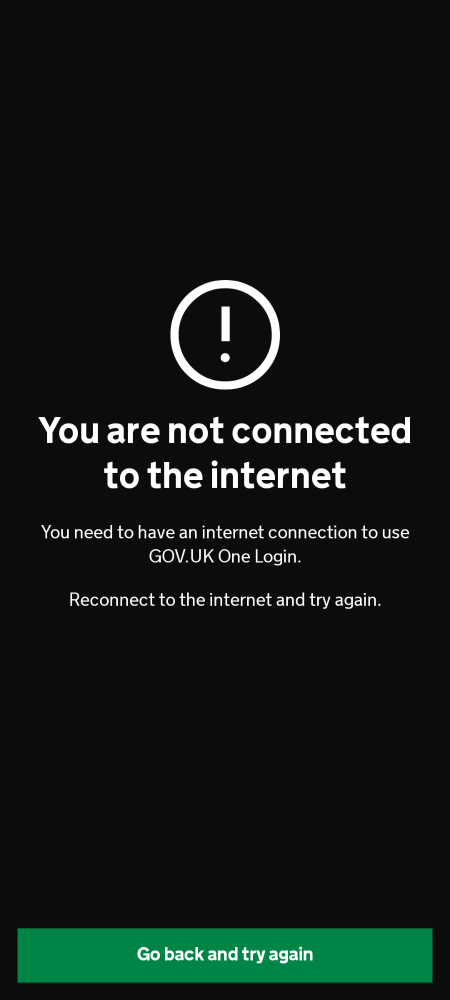 You are not connected
to the internet
You need to have an internet connection to use
GOV.UK One Login.
Reconnect to the internet and try again.
Go back and try again